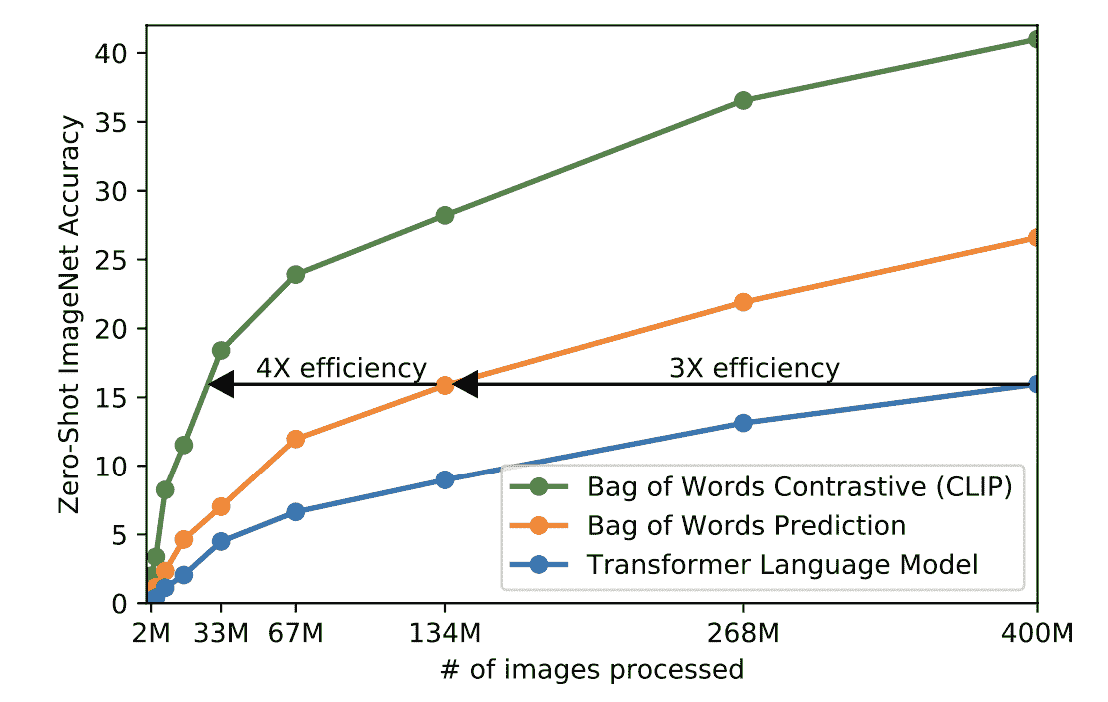 Zero-Shot ImageNet Accuracy
40
35
30
25
20
15
10
5
0
4X efficiency
3X efficiency
Bag of Words Contrastive (CLIP)
Bag of Words Prediction
Transformer Language Model
2M 33M 67M 134M 268M 400M
# of images processed